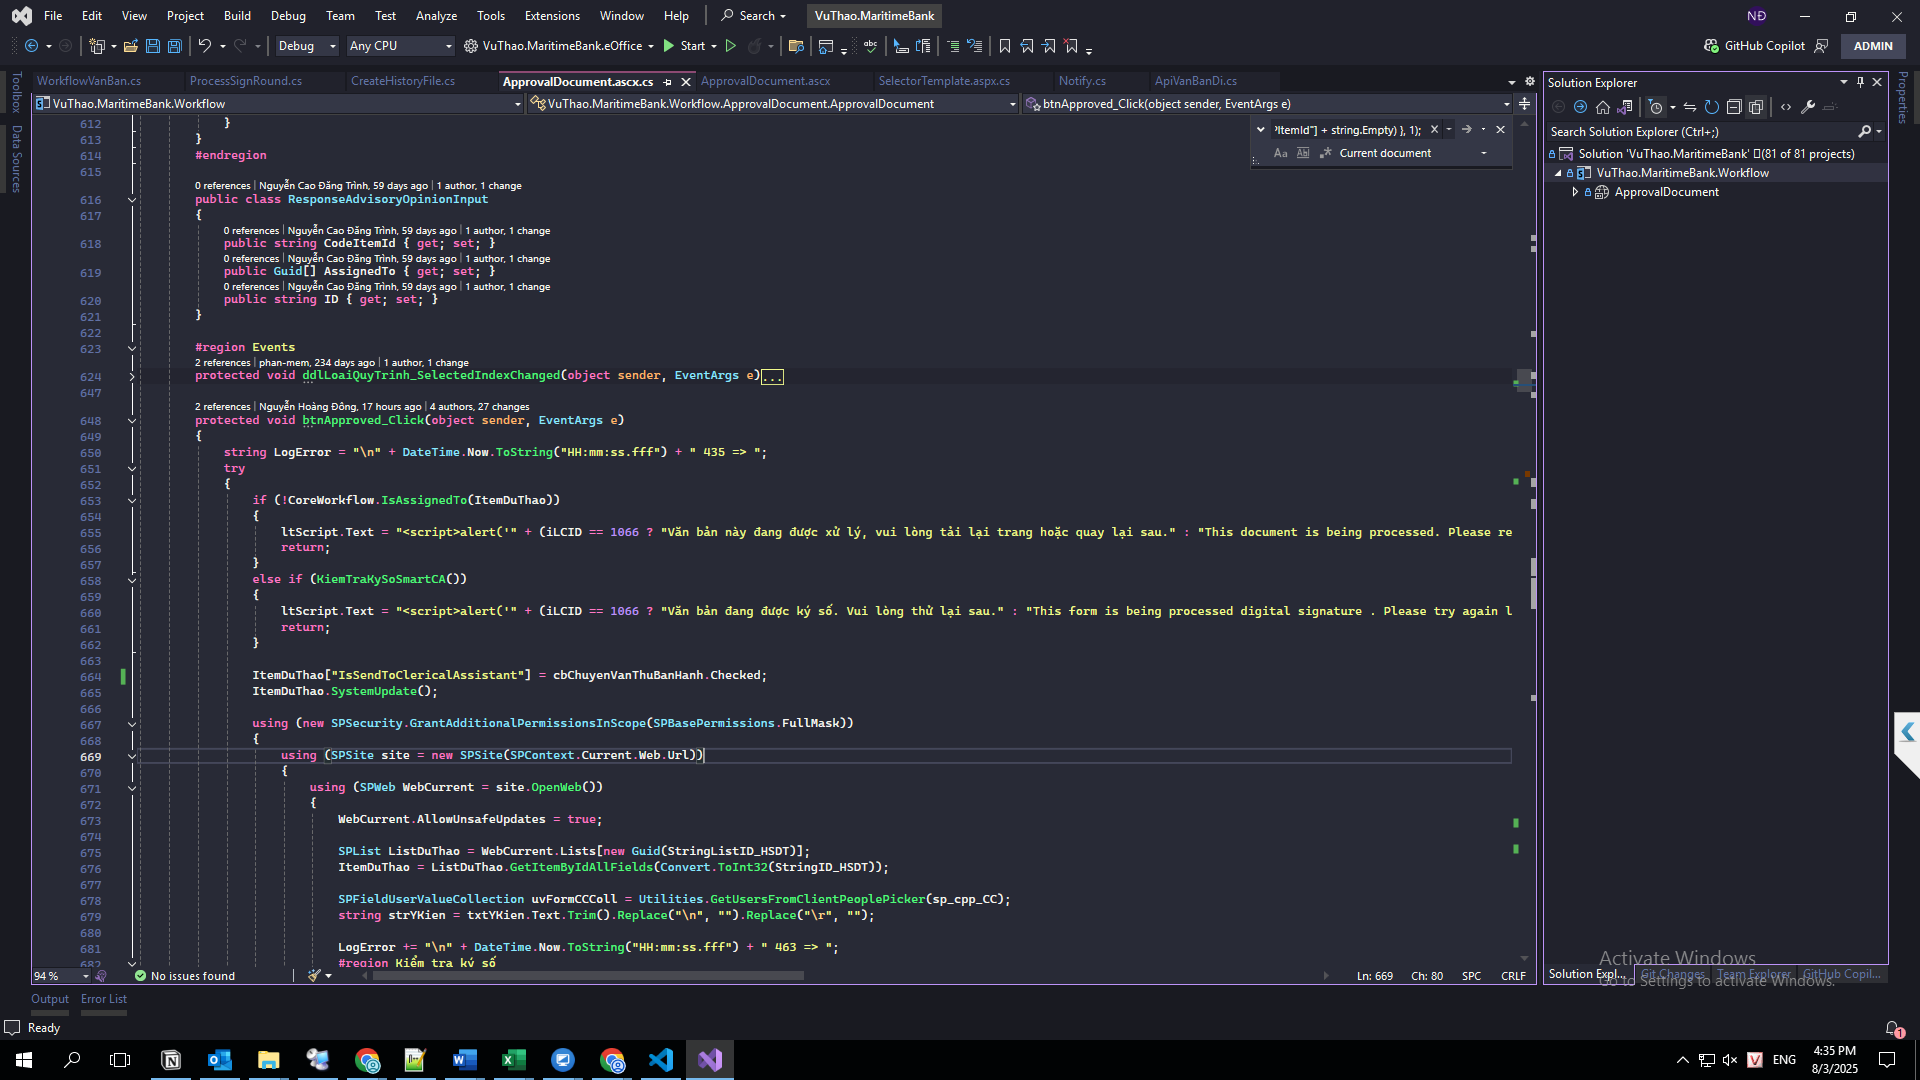 File Edit View Project Build Debug Team Test Analyze Tools Extensions Window Help Search VuThao.MaritimeBank NĐ
Debug Any CPU VuThao.MaritimeBank.eOffice Start GitHub Copilot ADMIN
WorkflowVanBan.cs ProcessSignRound.cs CreateHistoryFile.cs ApprovalDocument.ascx.cs ApprovalDocument.ascx SelectorTemplate.aspx.cs Notify.cs ApiVanBanDi.cs
VuThao.MaritimeBank.Workflow VuThao.MaritimeBank.Workflow.ApprovalDocument.ApprovalDocument btnApproved_Click(object sender, EventArgs e)
Toolbox
Data Sources
?ItemId"] + string.Empty) }, 1);
Aa Current document
612 }
613 }
614 #endregion
615
0 references | Nguyễn Cao Đăng Trình, 59 days ago | 1 author, 1 change
616 public class ResponseAdvisoryOpinionInput
617 {
0 references | Nguyễn Cao Đăng Trình, 59 days ago | 1 author, 1 change
618 public string CodeItemId { get; set; }
0 references | Nguyễn Cao Đăng Trình, 59 days ago | 1 author, 1 change
619 public Guid[] AssignedTo { get; set; }
0 references | Nguyễn Cao Đăng Trình, 59 days ago | 1 author, 1 change
620 public string ID { get; set; }
621 }
622
623 #region Events
2 references | phan-mem, 234 days ago | 1 author, 1 change
624 protected void ddlLoaiQuyTrinh_SelectedIndexChanged(object sender, EventArgs e)...
647
2 references | Nguyễn Hoàng Đông, 17 hours ago | 4 authors, 27 changes
648 protected void btnApproved_Click(object sender, EventArgs e)
649 {
650 string LogError = "\n" + DateTime.Now.ToString("HH:mm:ss.fff") + " 435 => ";
651 try
652 {
653 if (!CoreWorkflow.IsAssignedTo(ItemDuThao))
654 {
655 ltScript.Text = "<script>alert('" + (iLCID == 1066 ? "Văn bản này đang được xử lý, vui lòng tải lại trang hoặc quay lại sau." : "This document is being processed. Please re
656 return;
657 }
658 else if (KiemTraKySoSmartCA())
659 {
660 ltScript.Text = "<script>alert('" + (iLCID == 1066 ? "Văn bản đang được ký số. Vui lòng thử lại sau." : "This form is being processed digital signature . Please try again l
661 return;
662 }
663
664 ItemDuThao["IsSendToClericalAssistant"] = cbChuyenVanThuBanHanh.Checked;
665 ItemDuThao.SystemUpdate();
666
667 using (new SPSecurity.GrantAdditionalPermissionsInScope(SPBasePermissions.FullMask))
668 {
669 using (SPSite site = new SPSite(SPContext.Current.Web.Url))
670 {
671 using (SPWeb WebCurrent = site.OpenWeb())
672 {
673 WebCurrent.AllowUnsafeUpdates = true;
674
675 SPList ListDuThao = WebCurrent.Lists[new Guid(StringListID_HSDT)];
676 ItemDuThao = ListDuThao.GetItemByIdAllFields(Convert.ToInt32(StringID_HSDT));
677
678 SPFieldUserValueCollection uvFormCCColl = Utilities.GetUsersFromClientPeoplePicker(sp_cpp_CC);
679 string strYKien = txtYKien.Text.Trim().Replace("\n", "").Replace("\r", "");
680
681 LogError += "\n" + DateTime.Now.ToString("HH:mm:ss.fff") + " 463 => ";
682 #region Kiểm tra ký số
94 % No issues found Ln: 669 Ch: 80 SPC CRLF
Output Error List
Ready
Solution Explorer
Search Solution Explorer (Ctrl+;)
Solution 'VuThao.MaritimeBank' (81 of 81 projects)
VuThao.MaritimeBank.Workflow
ApprovalDocument
Properties
Solution Expl... Git Changes Team Explorer GitHub Copil...
Activate Windows
Go to Settings to activate Windows.
1
ENG
4:35 PM
8/3/2025